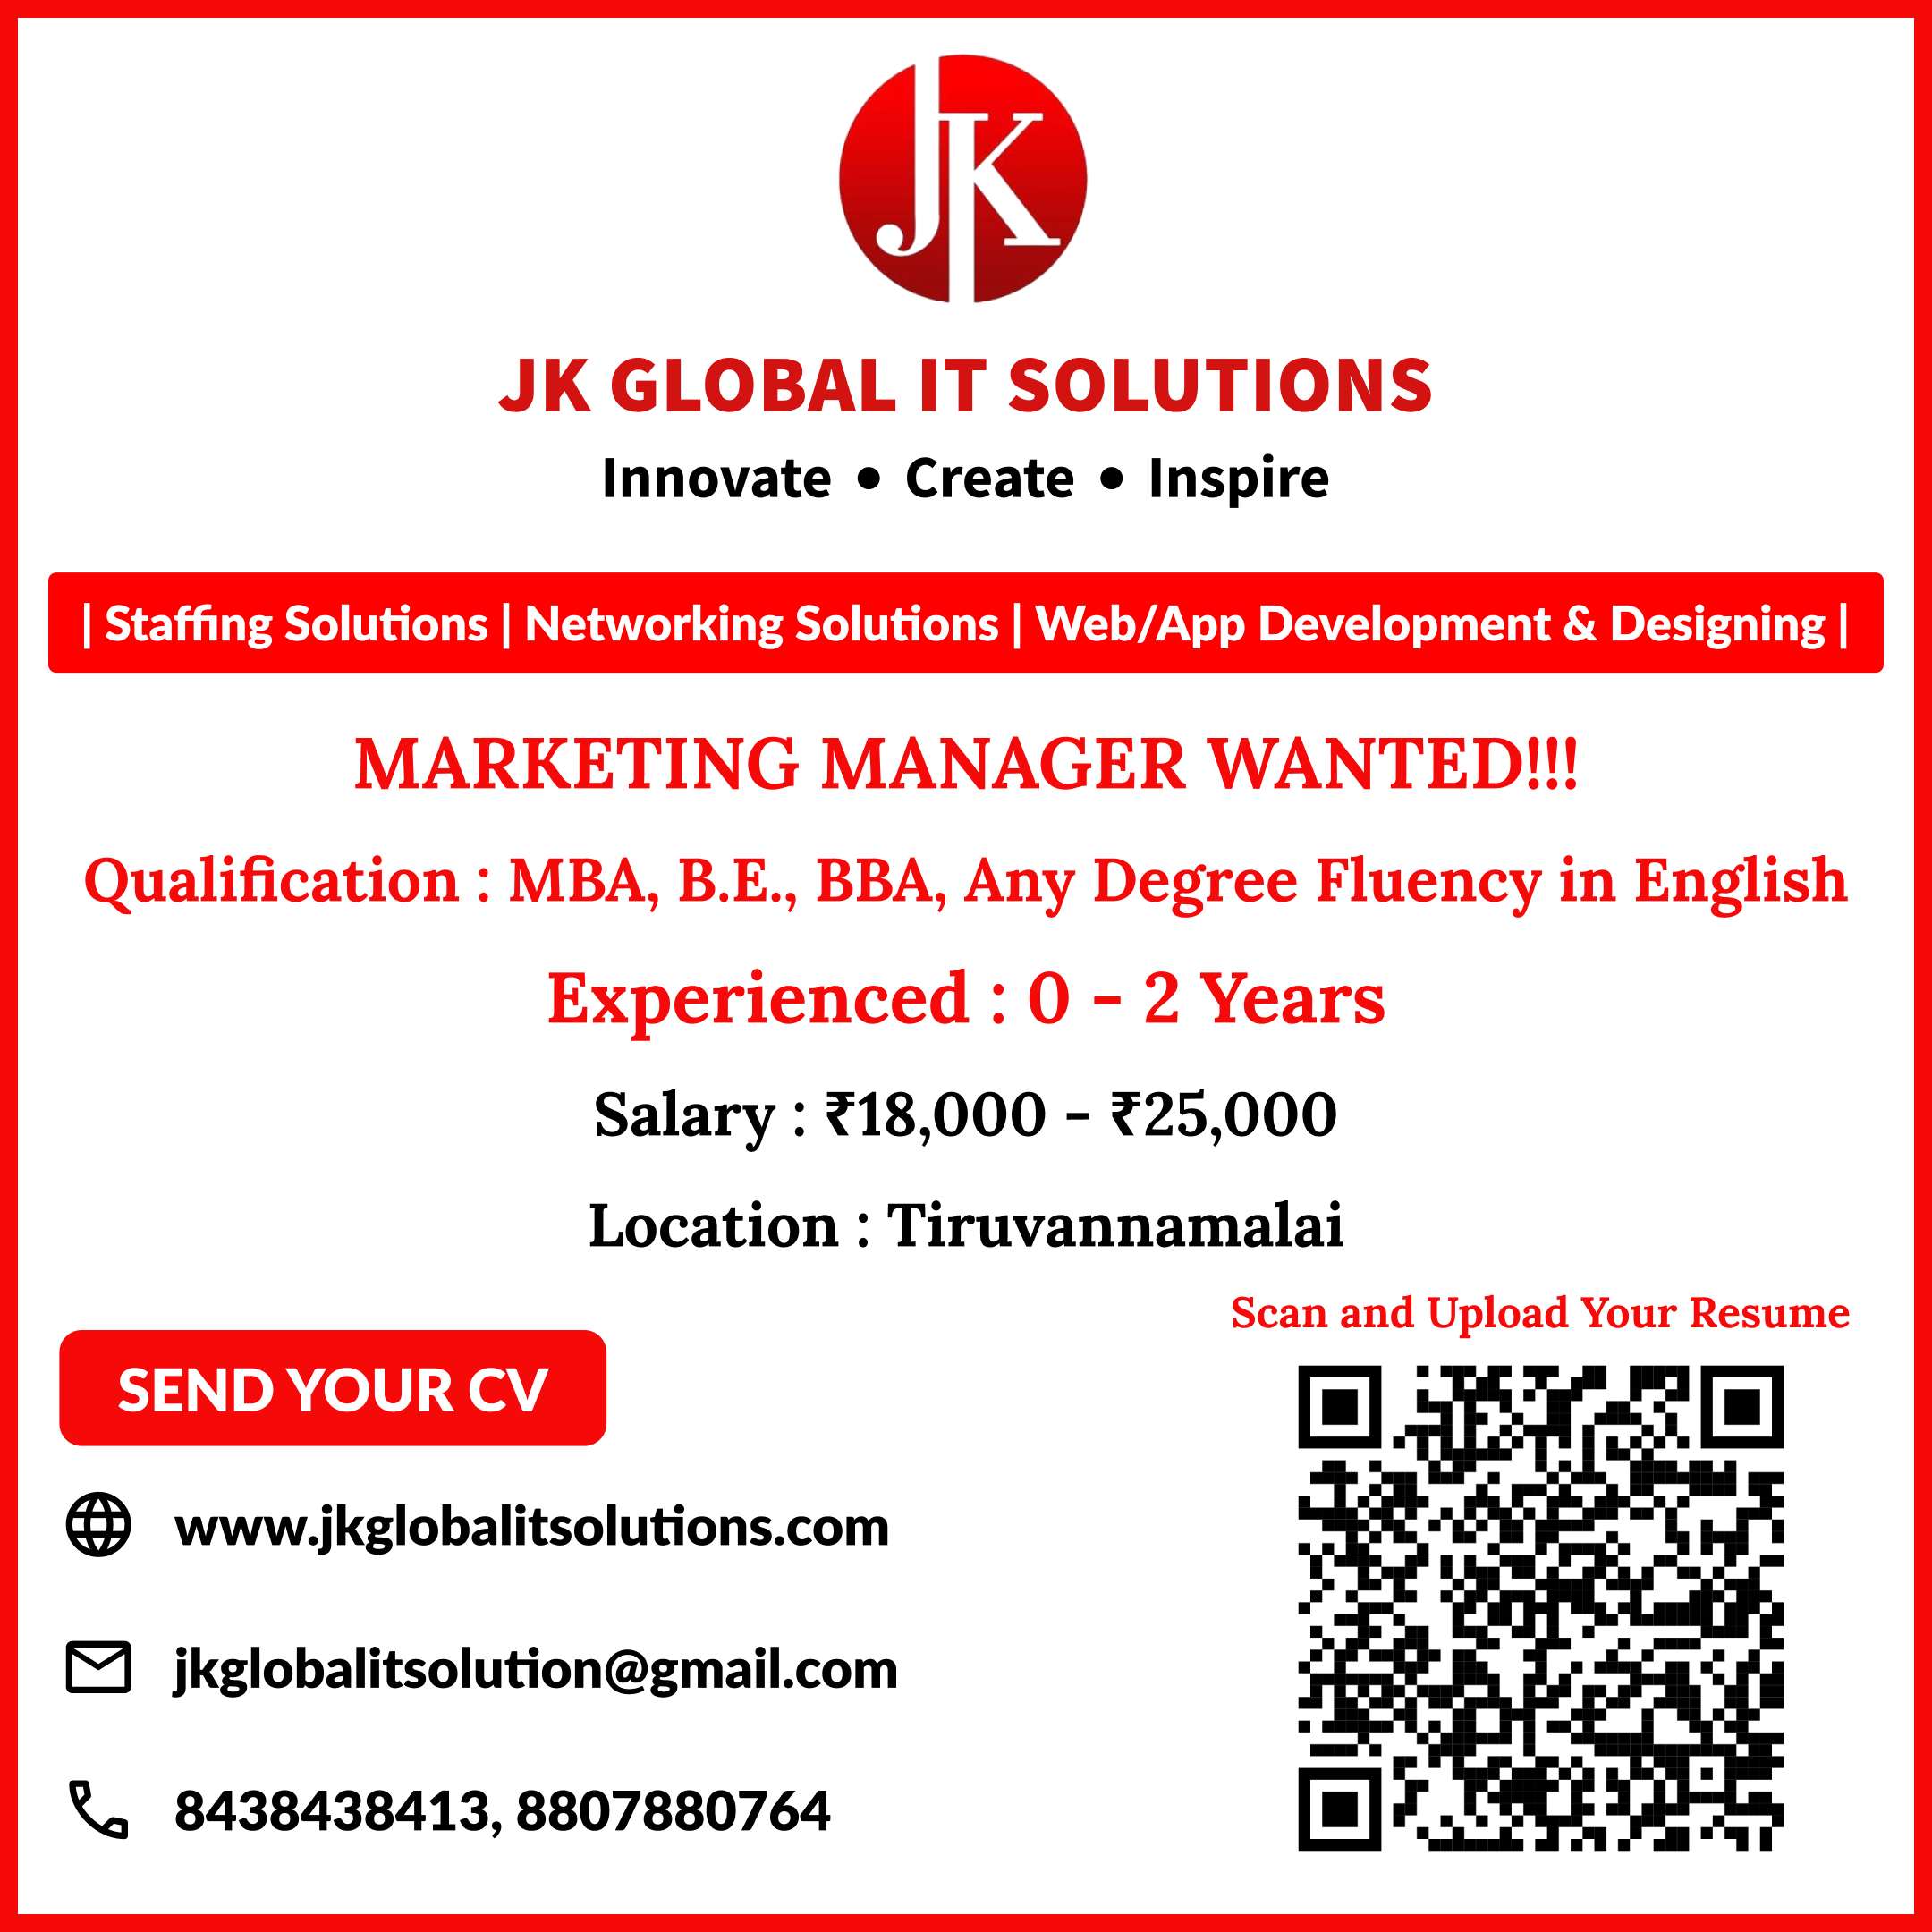 JK
JK GLOBAL IT SOLUTIONS
Innovate • Create • Inspire
| Staffing Solutions | Networking Solutions | Web/App Development & Designing |
MARKETING MANAGER WANTED!!!
Qualification : MBA, B.E., BBA, Any Degree Fluency in English
Experienced : 0 - 2 Years
Salary : ₹18,000 - ₹25,000
Location : Tiruvannamalai
Scan and Upload Your Resume
SEND YOUR CV
www.jkglobalitsolutions.com
jkglobalitsolution@gmail.com
8438438413, 8807880764